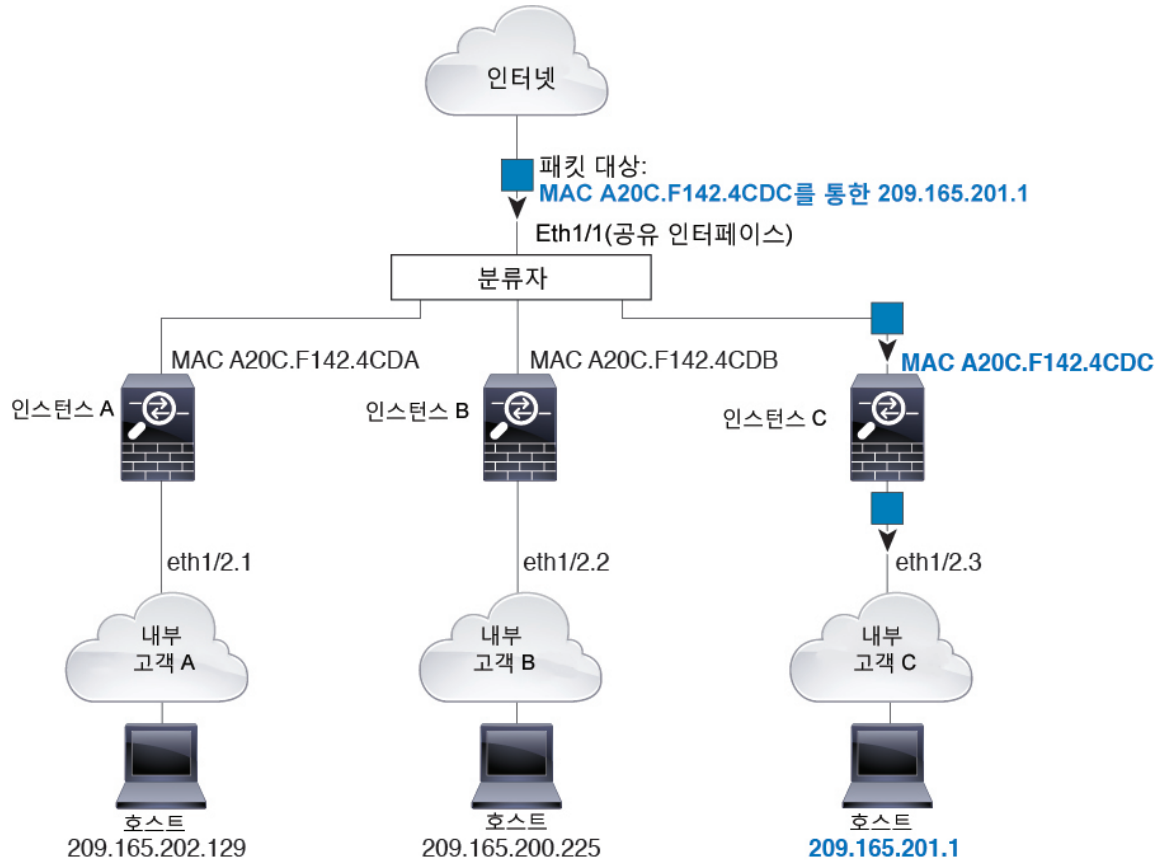 인터넷
패킷 대상:
MAC A20C.F142.4CDC를 통한 209.165.201.1
Eth1/1(공유 인터페이스)
분류자
MAC A20C.F142.4CDA
MAC A20C.F142.4CDB
MAC A20C.F142.4CDC
인스턴스 A
인스턴스 B
인스턴스 C
eth1/2.1
eth1/2.2
eth1/2.3
내부
고객 A
내부
고객 B
내부
고객 C
호스트
209.165.202.129
호스트
209.165.200.225
호스트
209.165.201.1